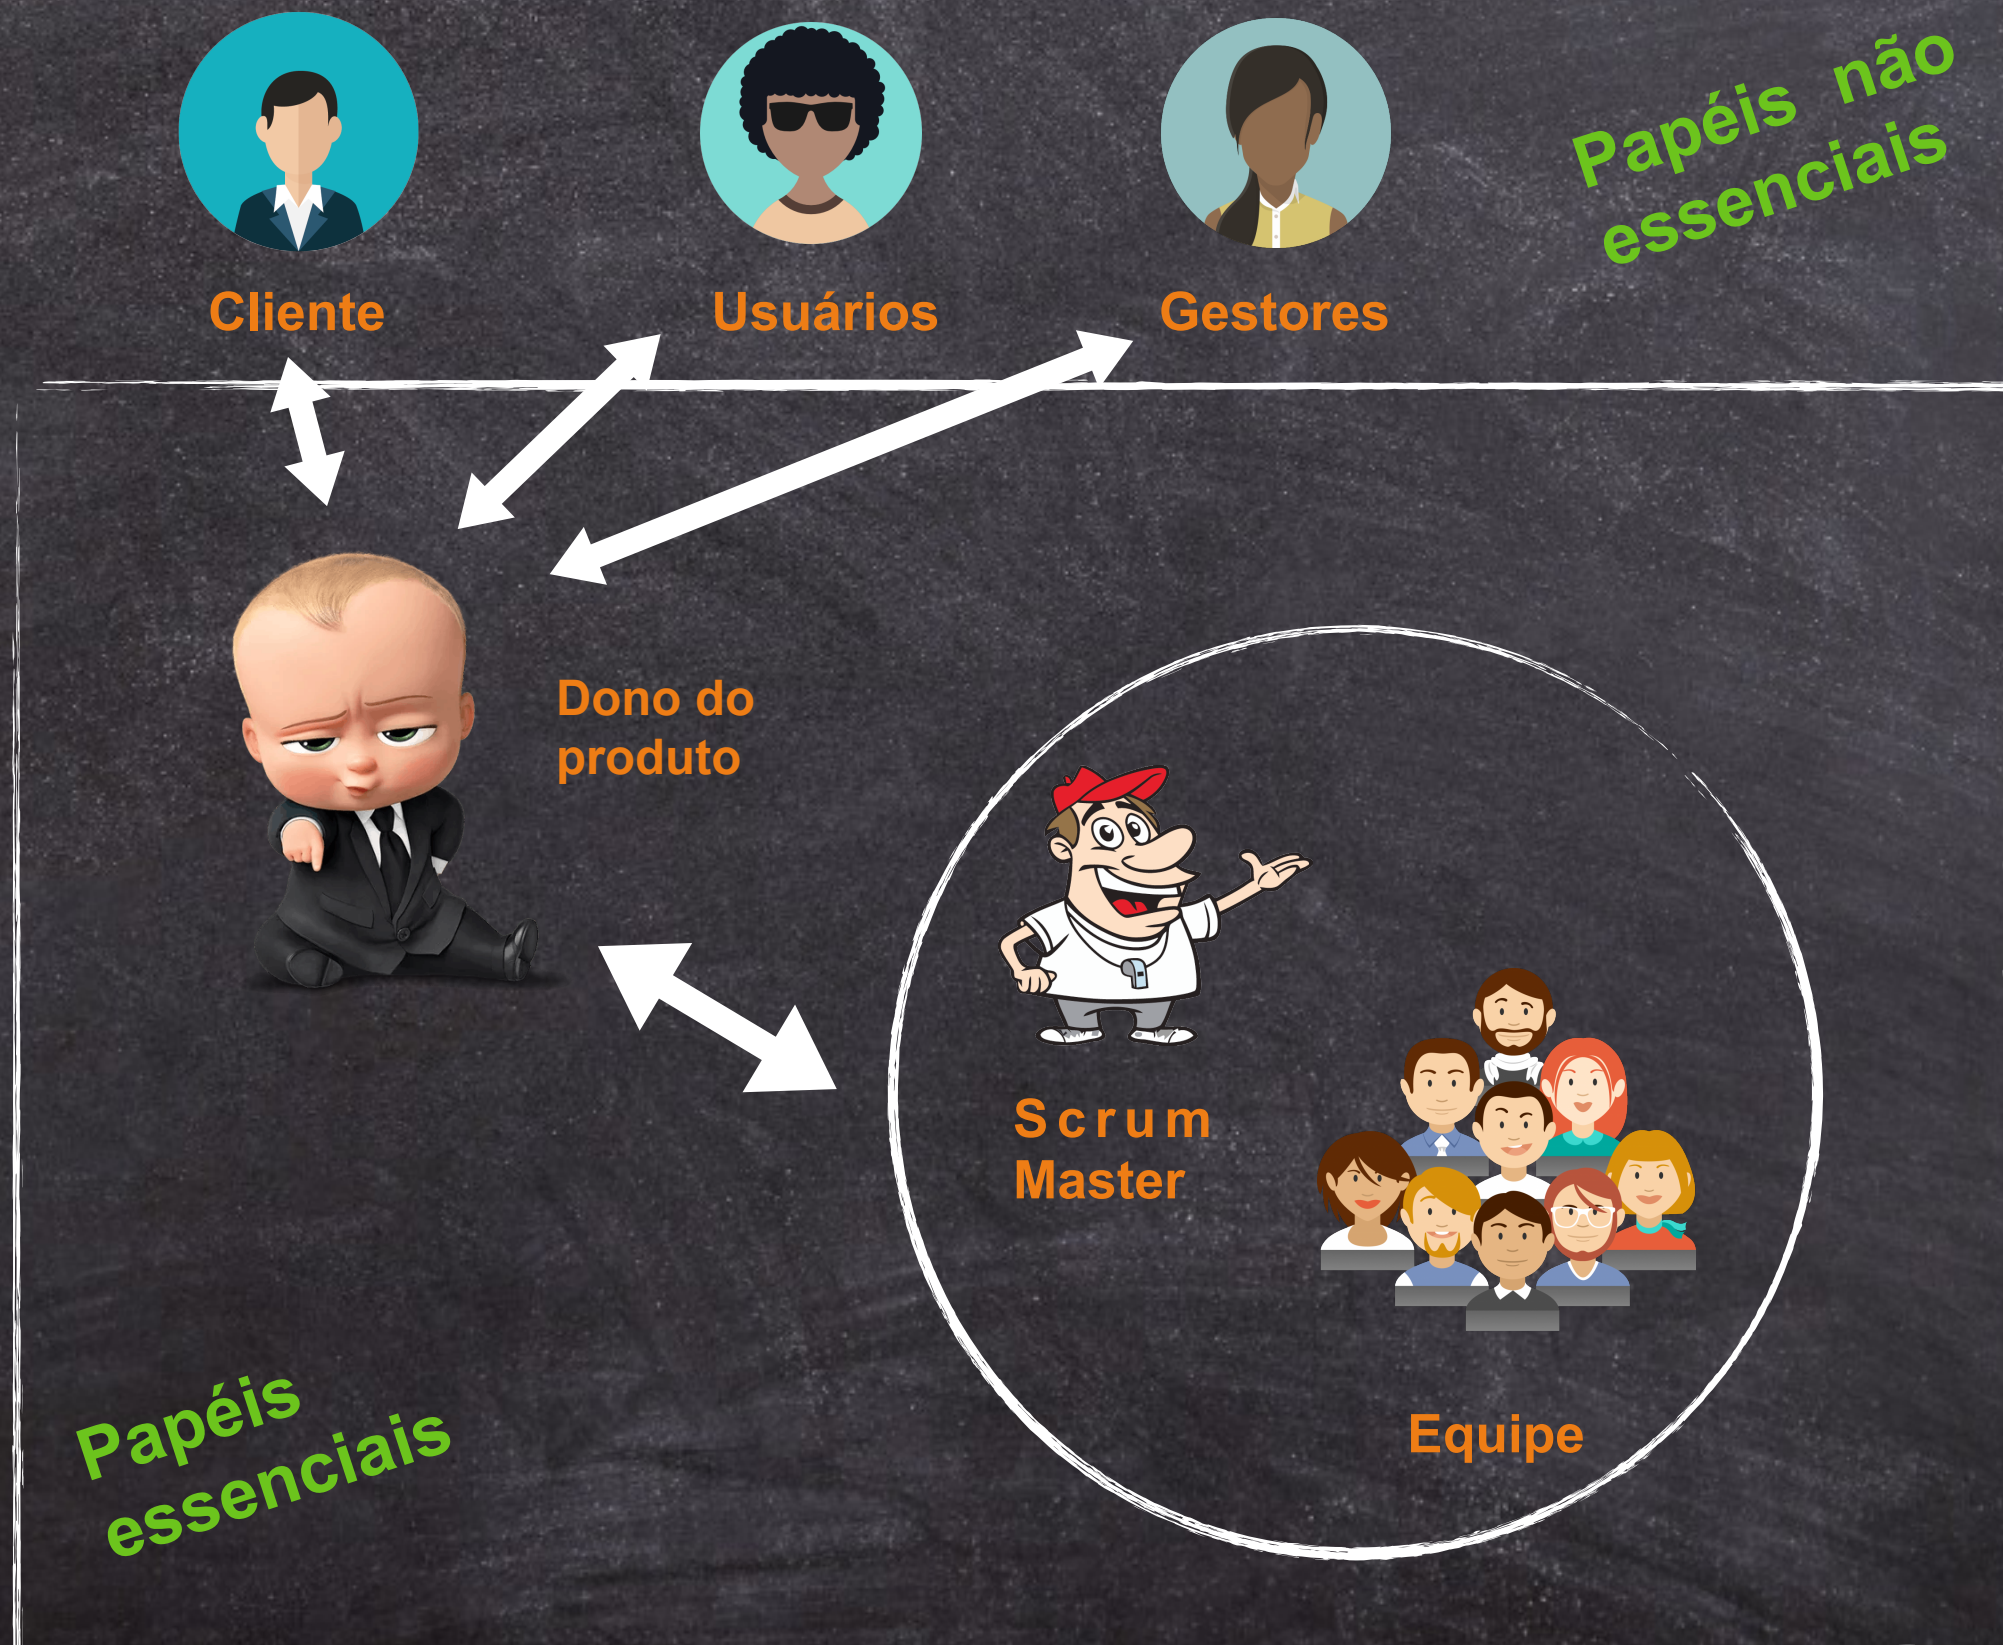 Papéis não
essenciais
Cliente
Usuários
Gestores
Dono do
produto
Scrum
Master
Equipe
Papéis
essenciais